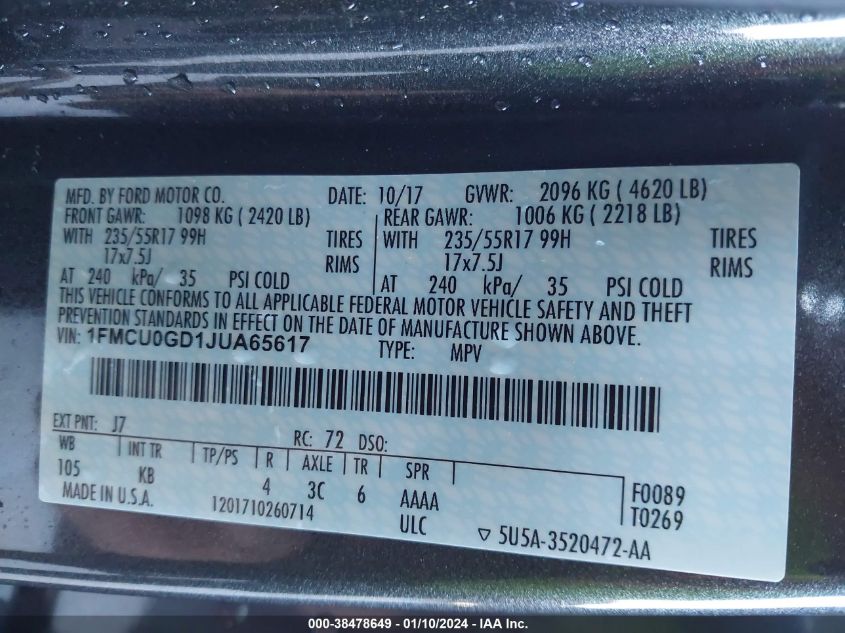 MFD. BY FORD MOTOR CO. DATE: 10/17 GVWR: 2096 KG ( 4620 LB)
FRONT GAWR: 1098 KG ( 2420 LB) REAR GAWR: 1006 KG ( 2218 LB)
WITH 235/55R17 99H TIRES WITH 235/55R17 99H TIRES
17x7.5J RIMS 17x7.5J RIMS
AT 240 kPa/ 35 PSI COLD AT 240 kPa/ 35 PSI COLD
THIS VEHICLE CONFORMS TO ALL APPLICABLE FEDERAL MOTOR VEHICLE SAFETY AND THEFT
PREVENTION STANDARDS IN EFFECT ON THE DATE OF MANUFACTURE SHOWN ABOVE.
VIN: 1FMCU0GD1JUA65617 TYPE: MPV
EXT PNT: J7 RC: 72 DSO:
WB INT TR TP/PS R AXLE TR SPR
105 KB 4 3C 6 AAAA F0089
MADE IN U.S.A. 1201710260714 ULC T0269
5U5A-3520472-AA
000-38478649 - 01/10/2024 - IAA Inc.